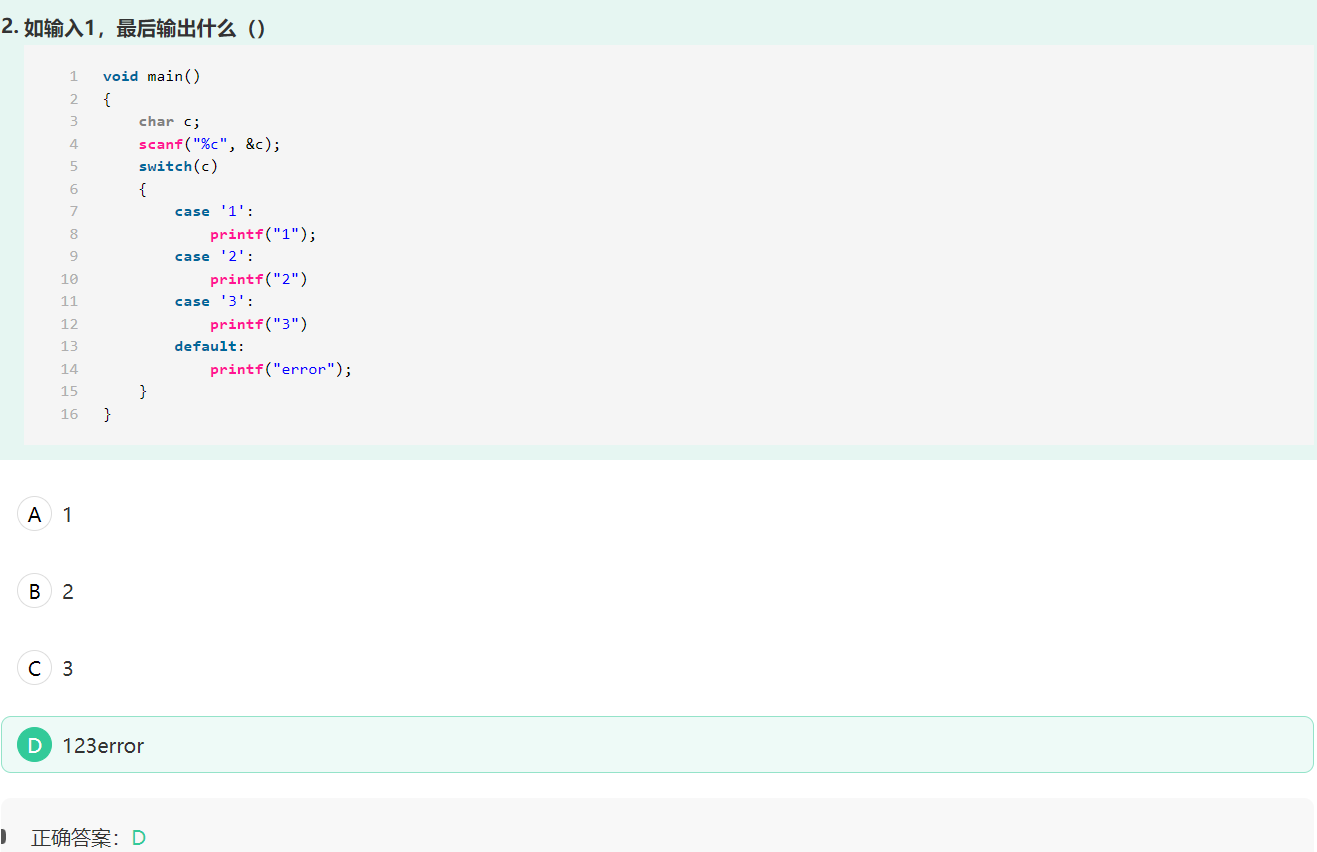 2. 如输入1，最后输出什么（）
1 void main()
2 {
3     char c;
4     scanf("%c", &c);
5     switch(c)
6     {
7         case '1':
8             printf("1");
9         case '2':
10             printf("2")
11         case '3':
12             printf("3")
13         default:
14             printf("error");
15     }
16 }
A 1
B 2
C 3
D 123error
正确答案：D